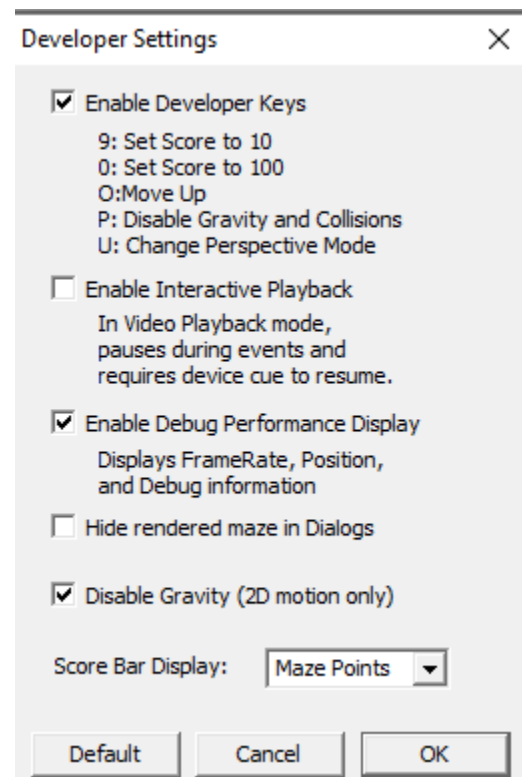 Developer Settings
Enable Developer Keys
9: Set Score to 10
0: Set Score to 100
O:Move Up
P: Disable Gravity and Collisions
U: Change Perspective Mode
Enable Interactive Playback
In Video Playback mode,
pauses during events and
requires device cue to resume.
Enable Debug Performance Display
Displays FrameRate, Position,
and Debug information
Hide rendered maze in Dialogs
Disable Gravity (2D motion only)
Score Bar Display: Maze Points
Default Cancel OK